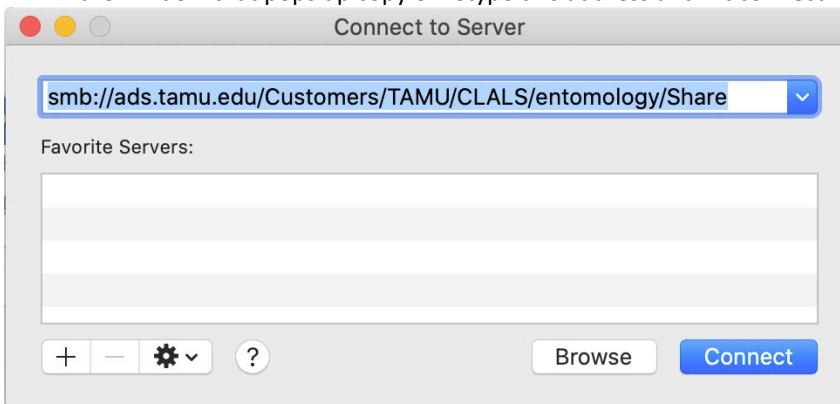 Connect to Server
smb://ads.tamu.edu/Customers/TAMU/CLALS/entomology/Share
Favorite Servers:
?
Browse
Connect